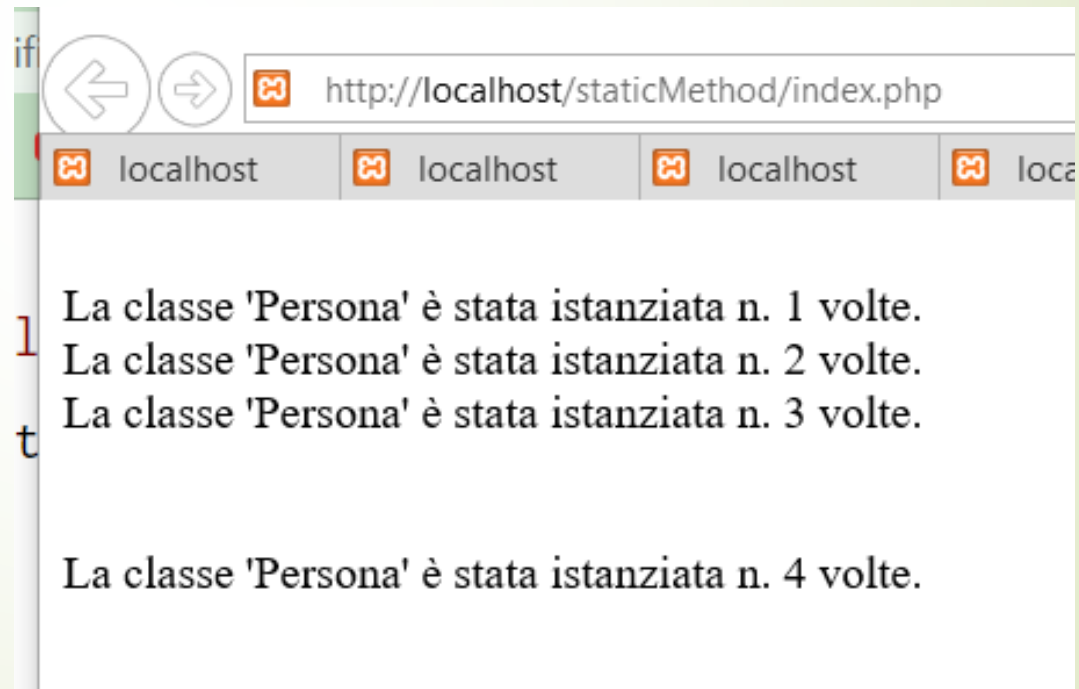 http://localhost/staticMethod/index.php
localhost localhost localhost
La classe 'Persona' è stata istanziata n. 1 volte.
La classe 'Persona' è stata istanziata n. 2 volte.
La classe 'Persona' è stata istanziata n. 3 volte.
La classe 'Persona' è stata istanziata n. 4 volte.